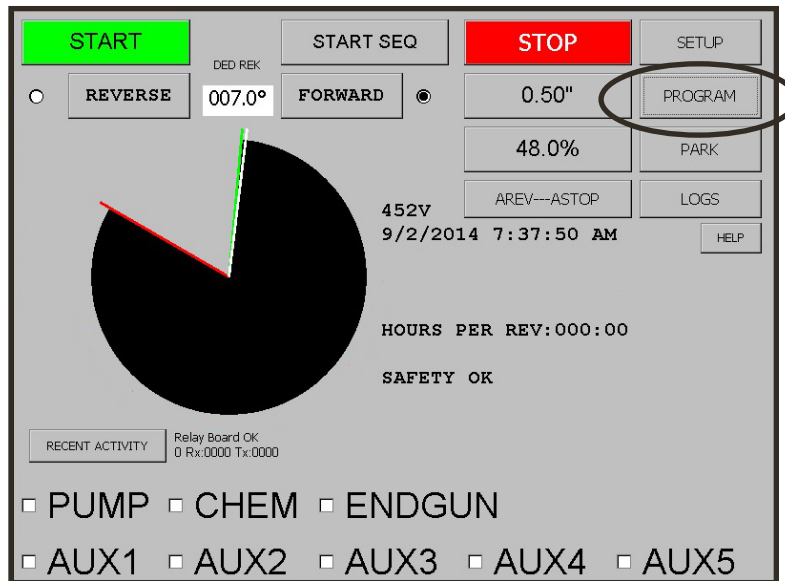 START
START SEQ
STOP
SETUP
DED REK
REVERSE
007.0°
FORWARD
0.50"
PROGRAM
48.0%
PARK
452V
AREV---ASTOP
LOGS
9/2/2014 7:37:50 AM
HELP
HOURS PER REV:000:00
SAFETY OK
RECENT ACTIVITY
Relay Board OK
0 Rx:0000 Tx:0000
PUMP CHEM ENDGUN
AUX1 AUX2 AUX3 AUX4 AUX5